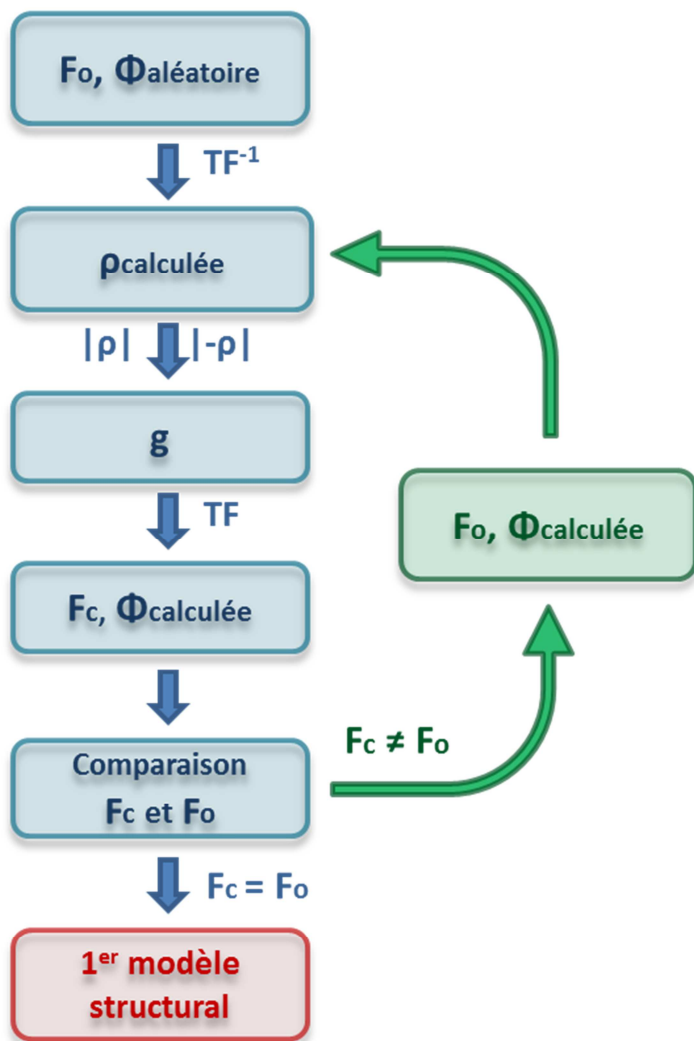 Fo, Φaléatoire
TF-1
ρcalculée
|ρ| |-ρ|
g
TF
Fo, Φcalculée
Fc, Φcalculée
Fc ≠ Fo
Comparaison
Fc et Fo
Fc = Fo
1er modèle
structural